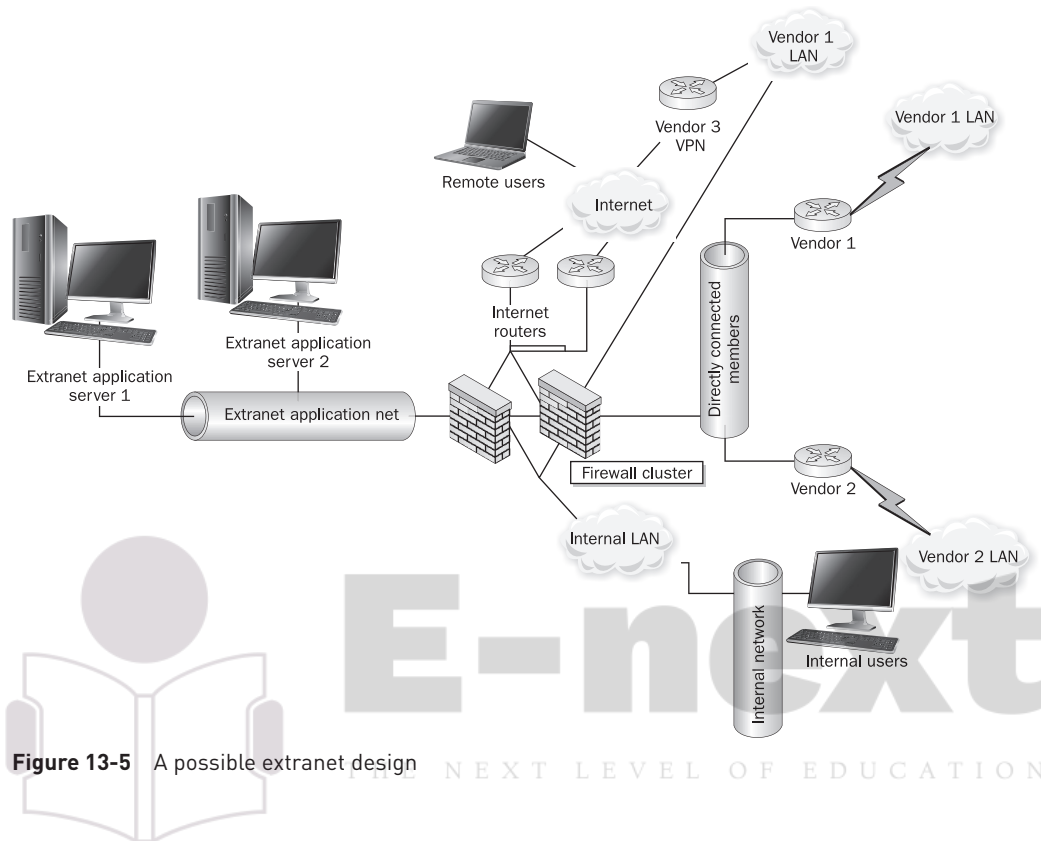 Vendor 1
LAN
Vendor 3
VPN
Vendor 1 LAN
Remote users
Internet
Vendor 1
Internet
routers
Directly connected
members
Extranet application
server 2
Extranet application
server 1
Extranet application net
Firewall cluster
Vendor 2
Internal LAN
Vendor 2 LAN
E-next
Internal network
Internal users
Figure 13-5 A possible extranet design
THE NEXT LEVEL OF EDUCATION